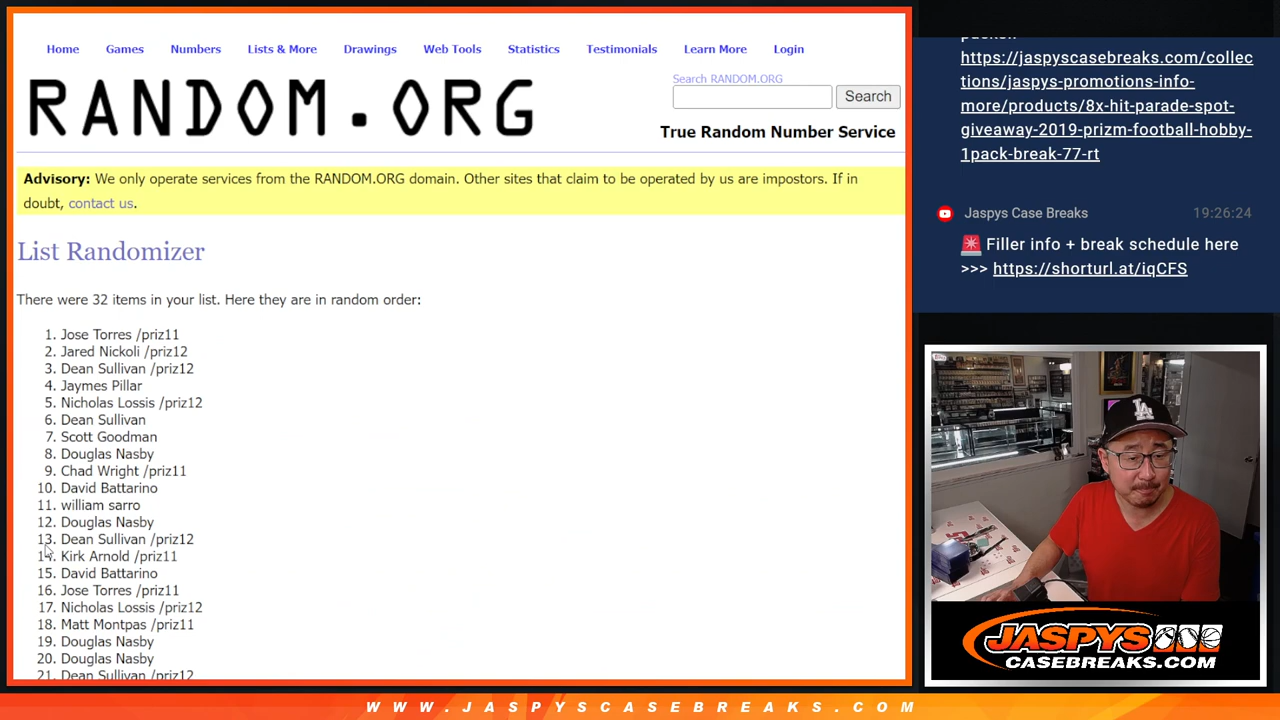 Home Games Numbers Lists & More Drawings Web Tools Statistics Testimonials Learn More Login
RANDOM.ORG
Search RANDOM.ORG
Search
True Random Number Service
Advisory: We only operate services from the RANDOM.ORG domain. Other sites that claim to be operated by us are impostors. If in
doubt, contact us.
List Randomizer
There were 32 items in your list. Here they are in random order:
1. Jose Torres /priz11
2. Jared Nickoli /priz12
3. Dean Sullivan /priz12
4. Jaymes Pillar
5. Nicholas Lossis /priz12
6. Dean Sullivan
7. Scott Goodman
8. Douglas Nasby
9. Chad Wright /priz11
10. David Battarino
11. william sarro
12. Douglas Nasby
13. Dean Sullivan /priz12
14. Kirk Arnold /priz11
15. David Battarino
16. Jose Torres /priz11
17. Nicholas Lossis /priz12
18. Matt Montpas /priz11
19. Douglas Nasby
20. Douglas Nasby
21. Dean Sullivan /priz12
https://jaspyscasebreaks.com/collec
tions/jaspys-promotions-info-
more/products/8x-hit-parade-spot-
giveaway-2019-prizm-football-hobby-
1pack-break-77-rt
Jaspys Case Breaks 19:26:24
🚨 Filler info + break schedule here
>>> https://shorturl.at/iqCFS
JASPYS
CASEBREAKS.COM
WWW.JASPYSCASEBREAKS.COM